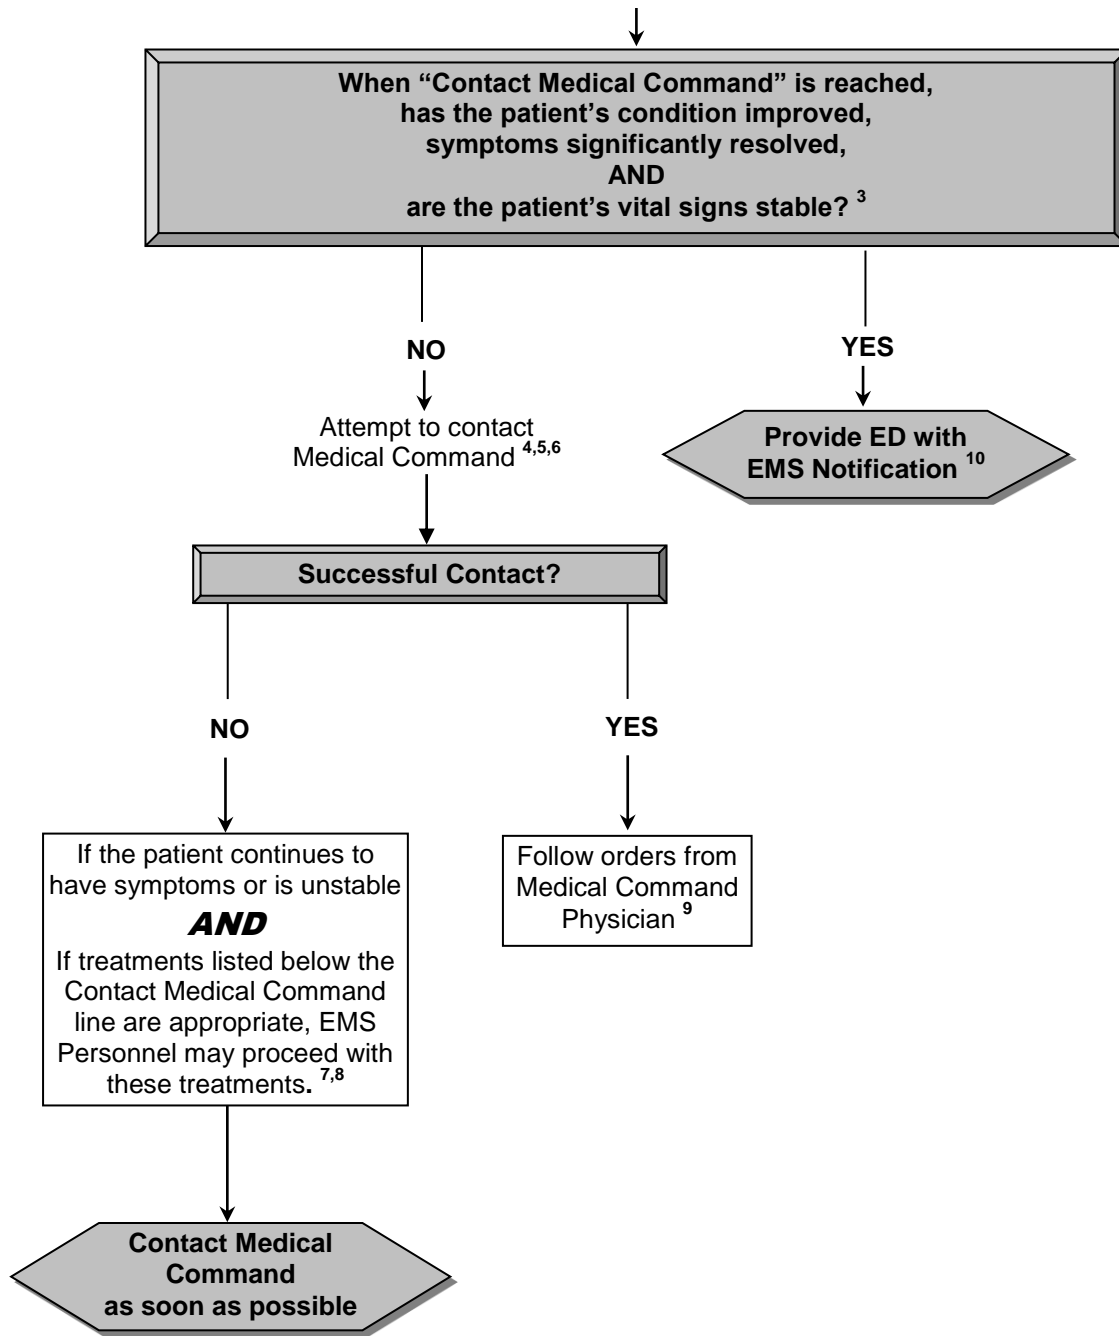 When “Contact Medical Command” is reached,
has the patient’s condition improved,
symptoms significantly resolved,
AND
are the patient’s vital signs stable? 3
NO
YES
Attempt to contact
Medical Command 4,5,6
Provide ED with
EMS Notification 10
Successful Contact?
NO
YES
If the patient continues to
have symptoms or is unstable
AND
If treatments listed below the
Contact Medical Command
line are appropriate, EMS
Personnel may proceed with
these treatments. 7,8
Follow orders from
Medical Command
Physician 9
Contact Medical
Command
as soon as possible